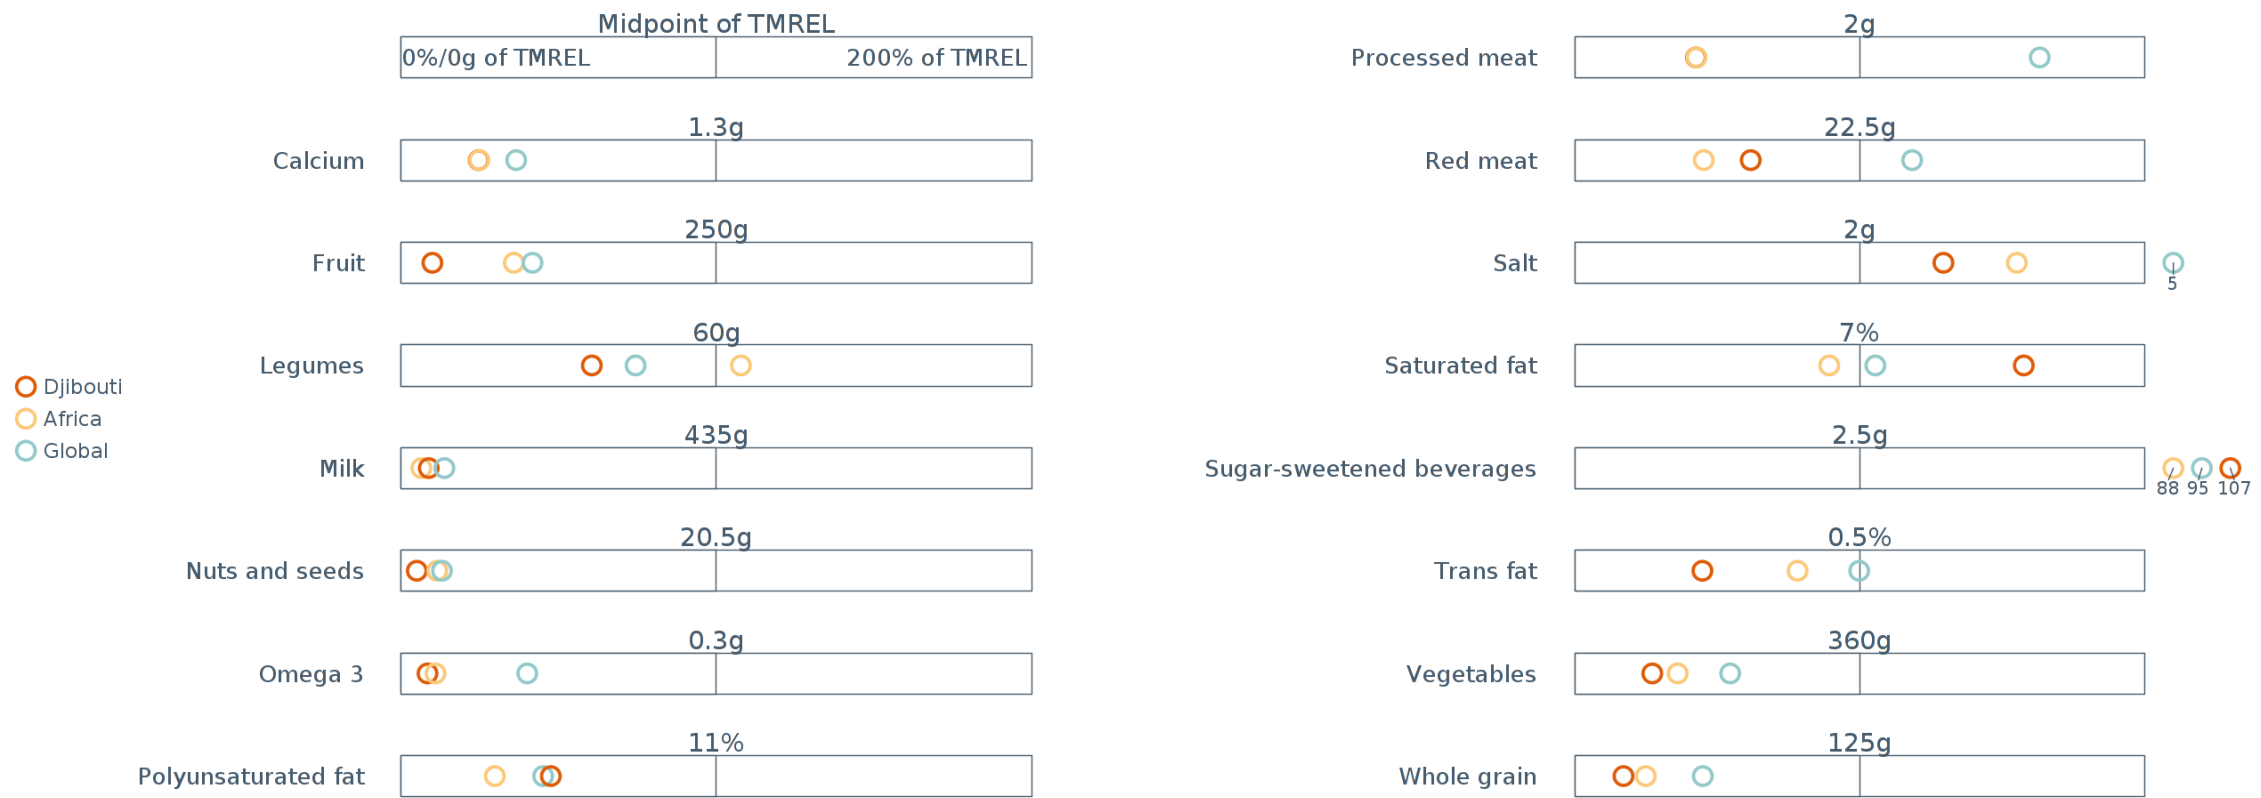 Midpoint of TMREL
0%/0g of TMREL 200% of TMREL
Calcium
1.3g
Fruit
250g
Legumes
60g
Milk
435g
Nuts and seeds
20.5g
Omega 3
0.3g
Polyunsaturated fat
11%
Djibouti
Africa
Global
Processed meat
2g
Red meat
22.5g
Salt
2g
5
Saturated fat
7%
Sugar-sweetened beverages
2.5g
88 95 107
Trans fat
0.5%
Vegetables
360g
Whole grain
125g